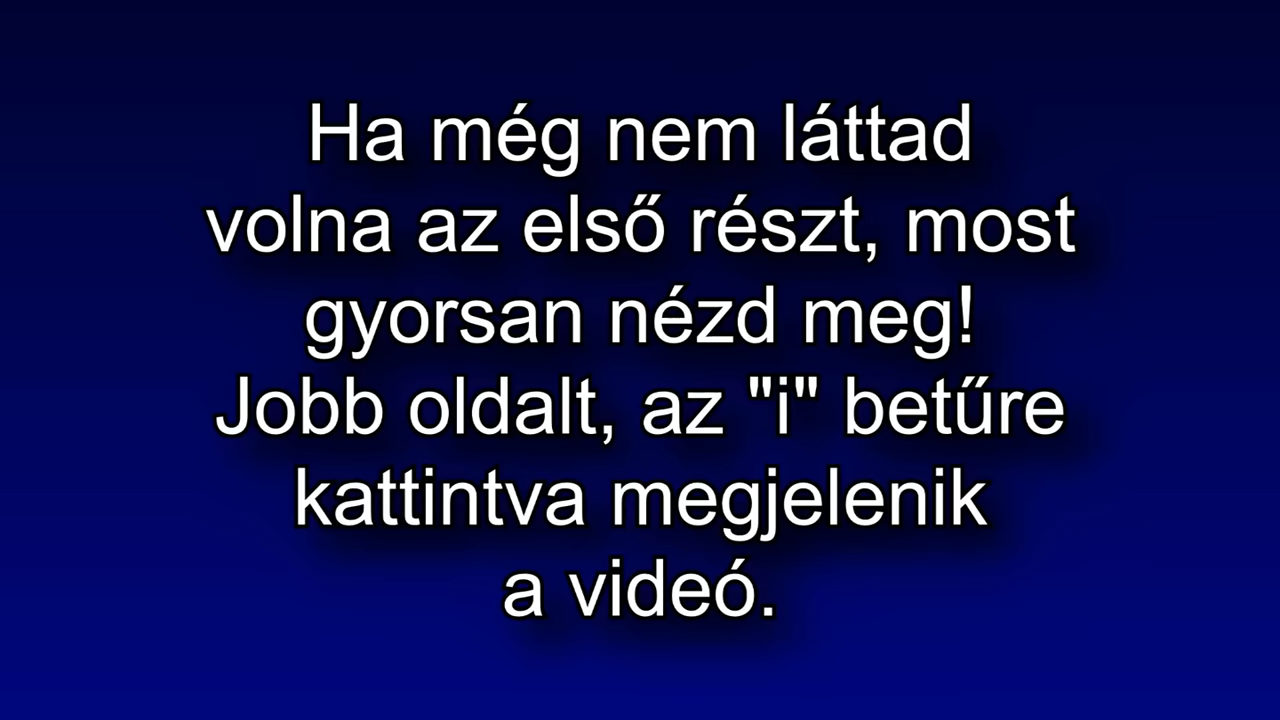 Ha még nem láttad
volna az első részt, most
gyorsan nézd meg!
Jobb oldalt, az "i" betűre
kattintva megjelenik
a videó.